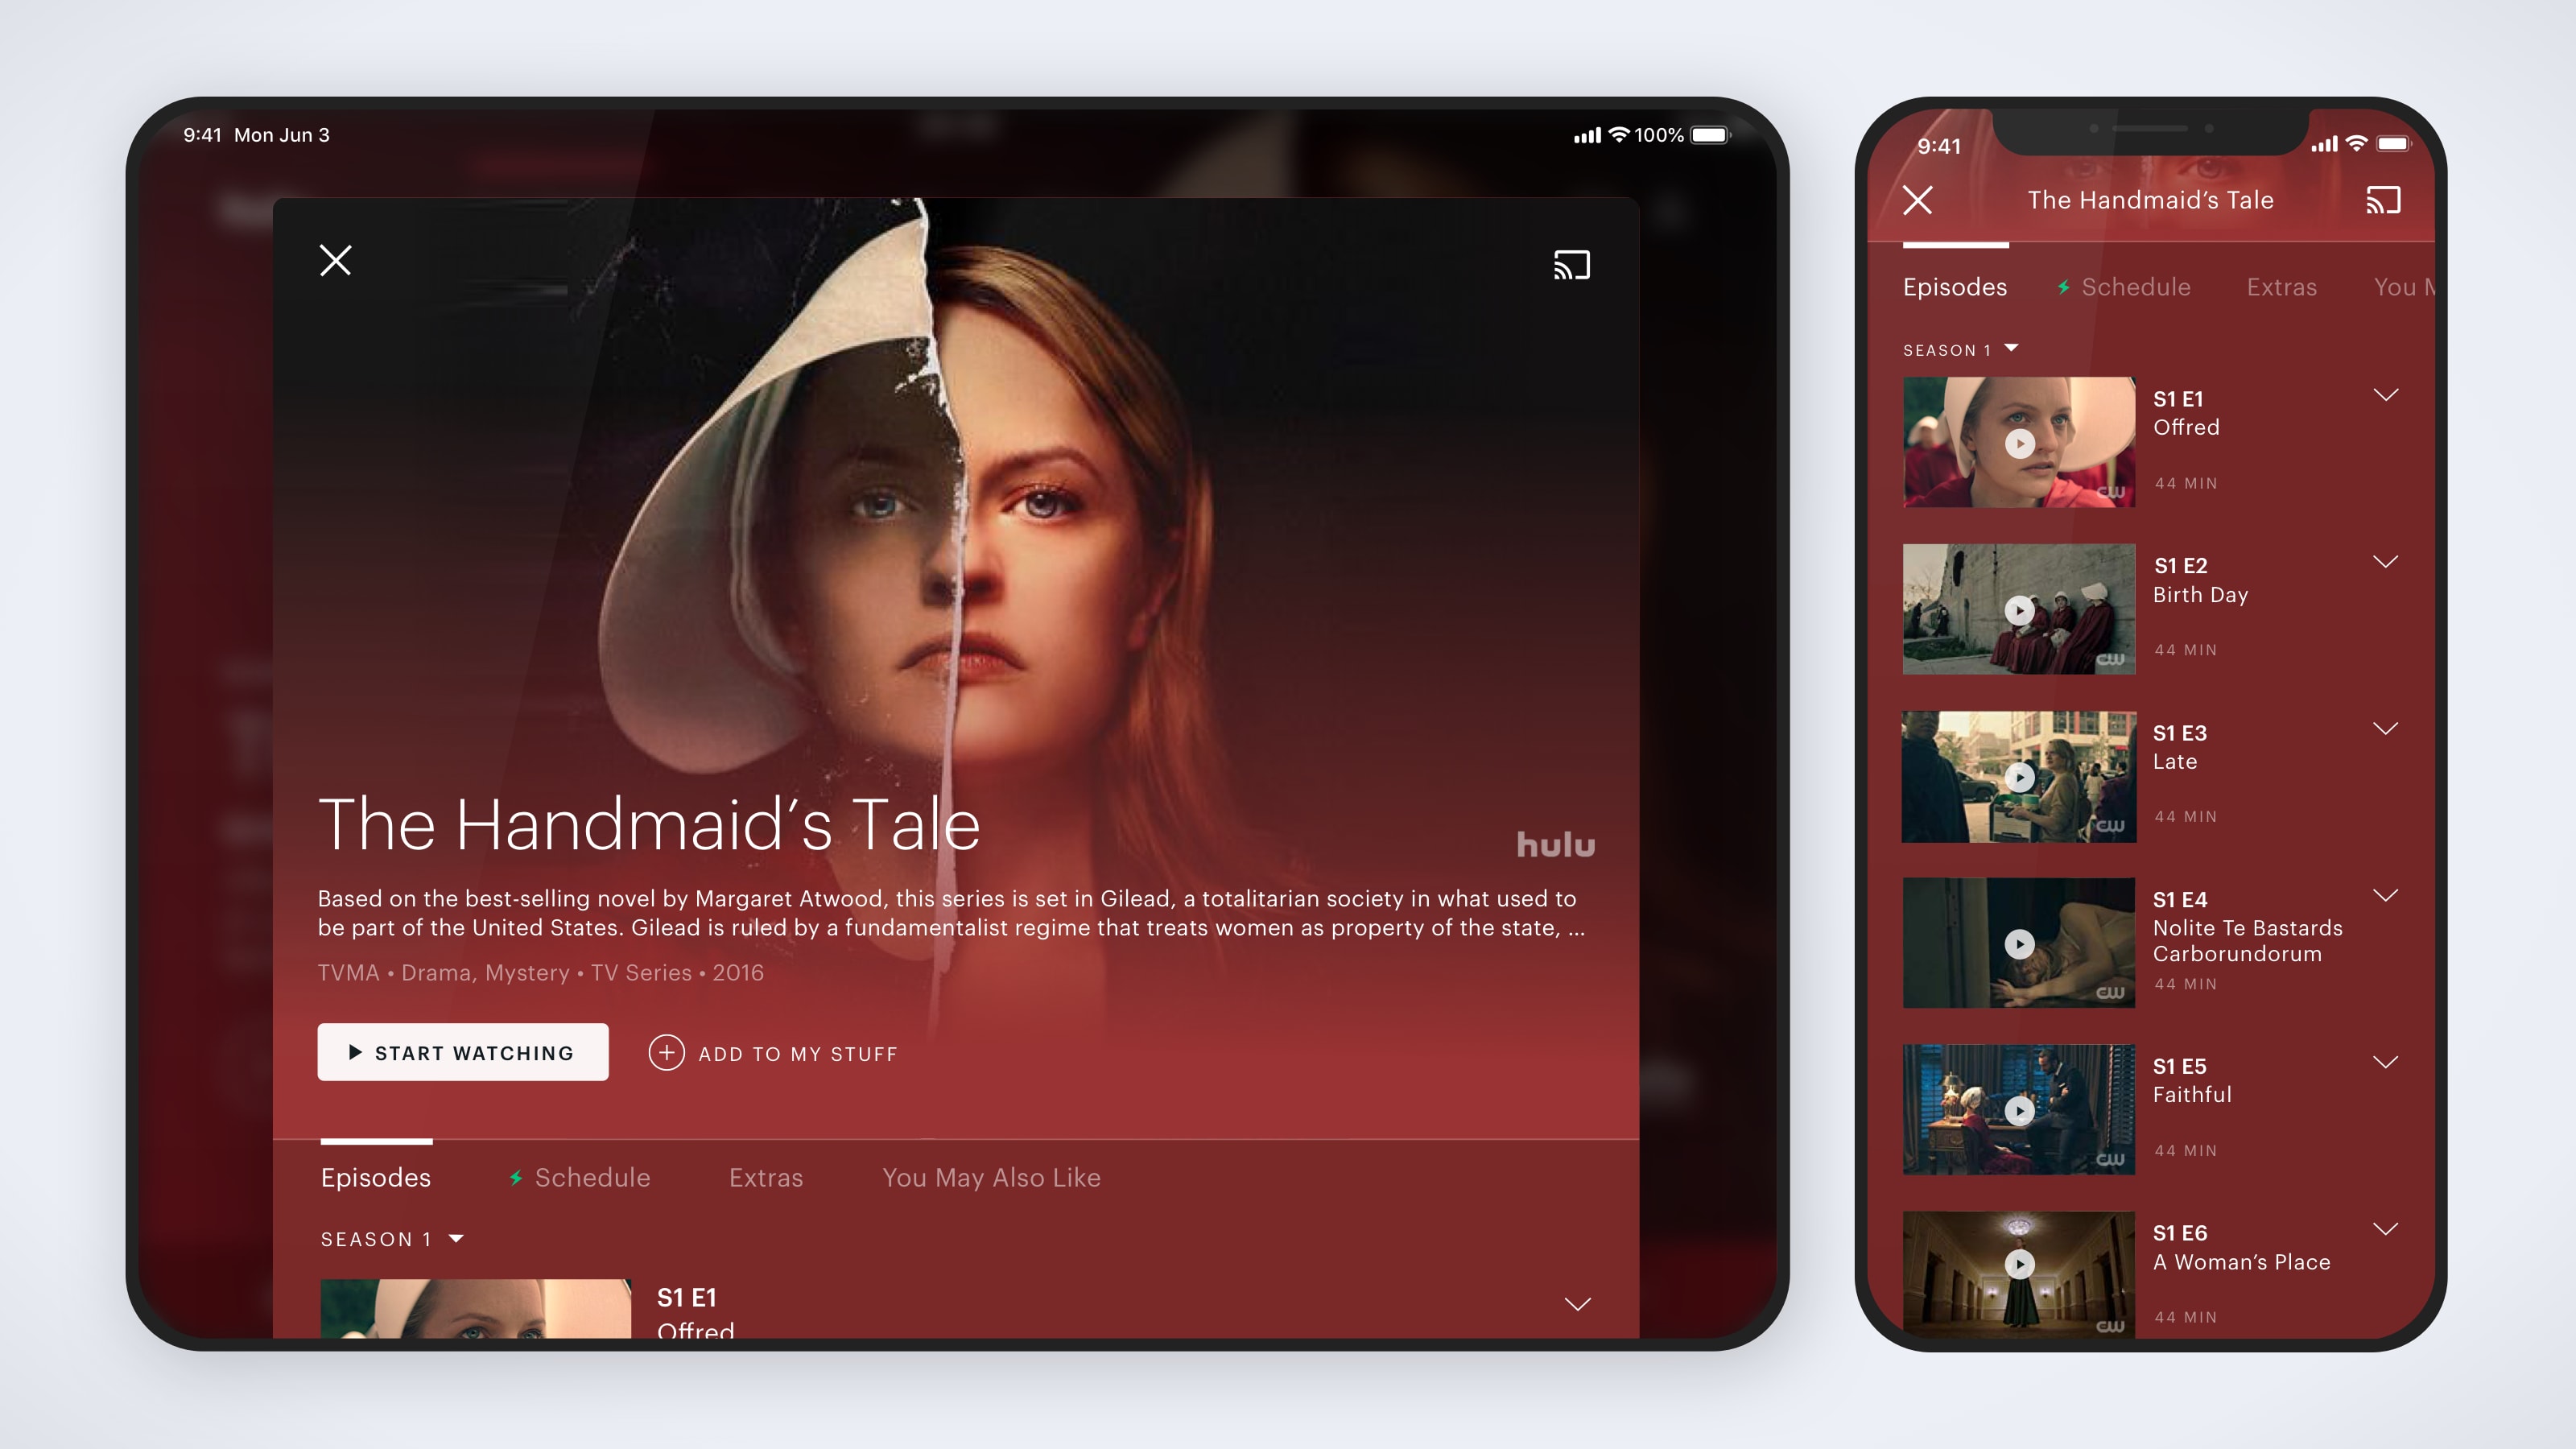 9:41 Mon Jun 3
100%
The Handmaid’s Tale
hulu
Based on the best-selling novel by Margaret Atwood, this series is set in Gilead, a totalitarian society in what used to
be part of the United States. Gilead is ruled by a fundamentalist regime that treats women as property of the state, ...
TVMA • Drama, Mystery • TV Series • 2016
START WATCHING
ADD TO MY STUFF
Episodes
Schedule
Extras
You May Also Like
SEASON 1
S1 E1
Offred
9:41
The Handmaid’s Tale
Episodes
Schedule
Extras
You
SEASON 1
S1 E1
Offred
44 MIN
CW
S1 E2
Birth Day
44 MIN
CW
S1 E3
Late
44 MIN
CW
S1 E4
Nolite Te Bastards
Carborundorum
44 MIN
CW
S1 E5
Faithful
44 MIN
CW
S1 E6
A Woman’s Place
44 MIN
CW